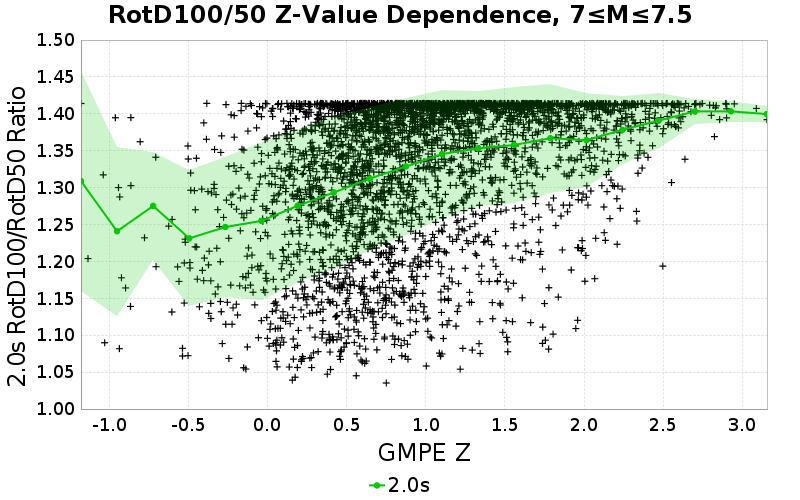 RotD100/50 Z-Value Dependence, 7≤M≤7.5
2.0s RotD100/RotD50 Ratio
1.50
1.45
1.40
1.35
1.30
1.25
1.20
1.15
1.10
1.05
1.00
-1.0 -0.5 0.0 0.5 1.0 1.5 2.0 2.5 3.0
GMPE Z
2.0s